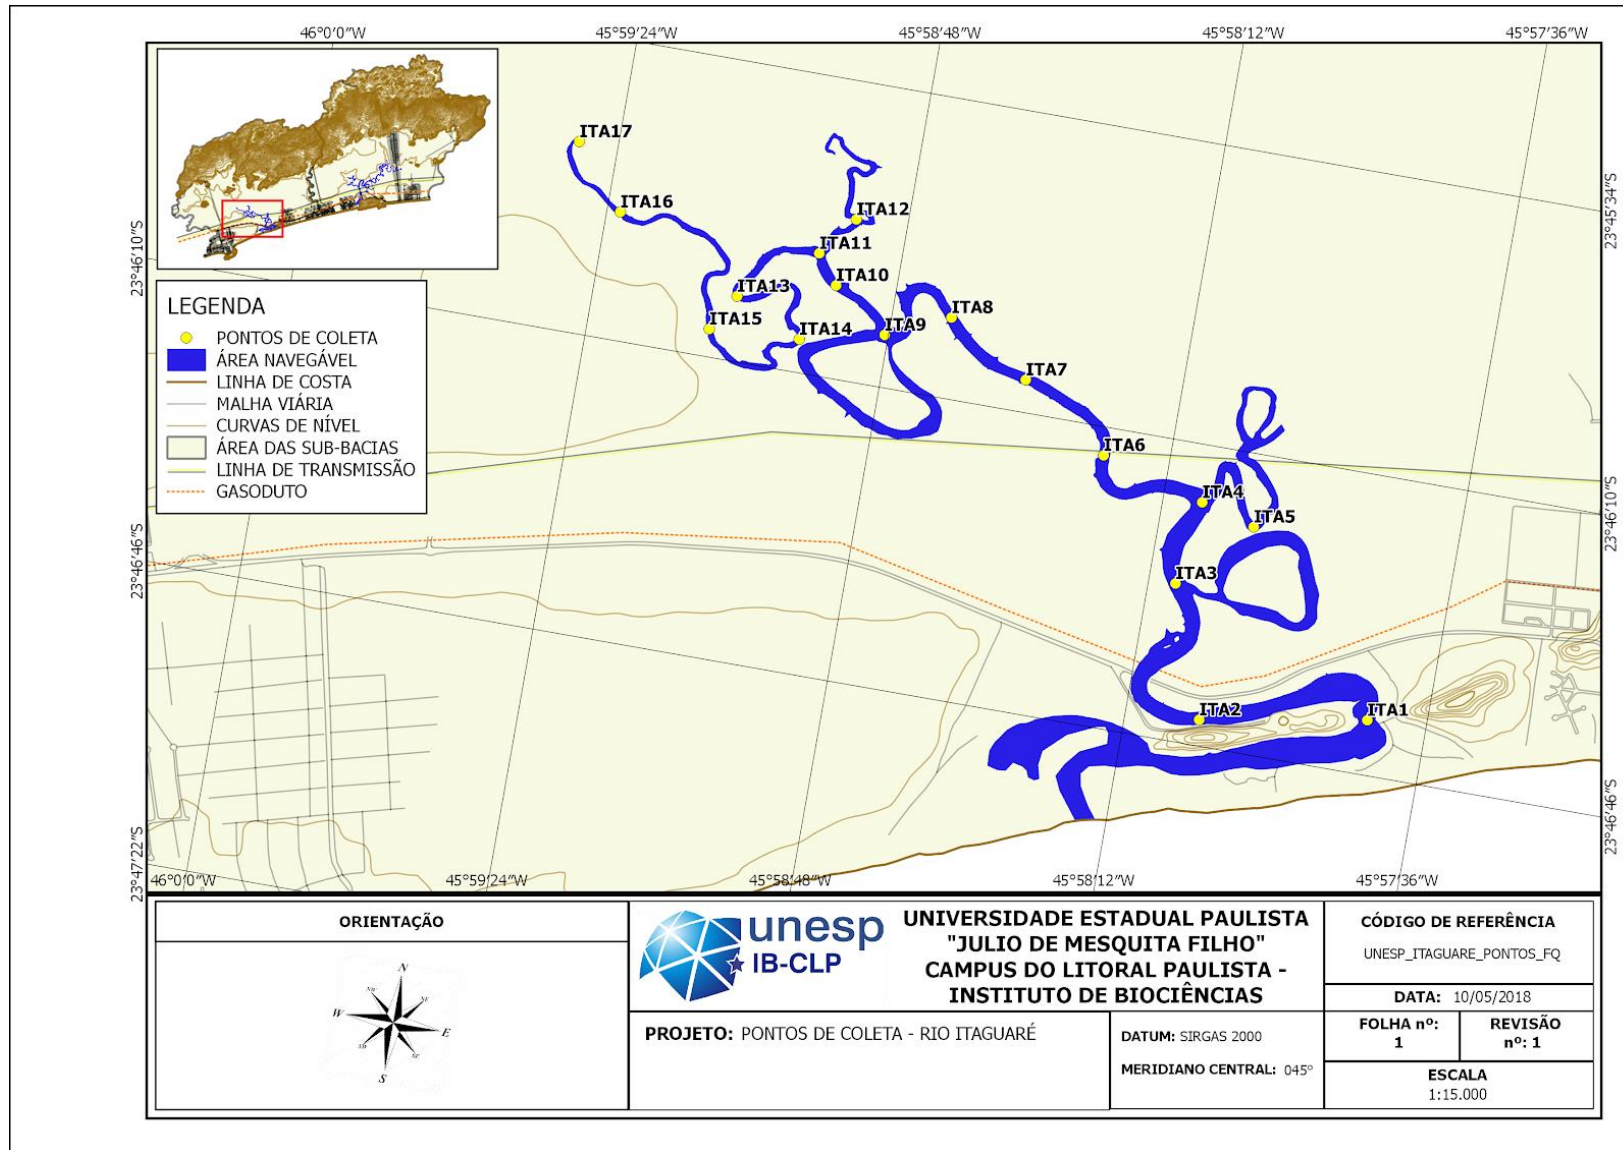 46°0'0"W
45°59'24"W
45°58'48"W
45°58'12"W
45°57'36"W
23°45'34"S
23°46'10"S
23°46'10"S
23°46'46"S
23°46'46"S
23°47'22"S
ITA17
ITA16
ITA12
ITA11
ITA10
ITA13
ITA15
ITA14
ITA9
ITA8
ITA7
ITA6
ITA4
ITA5
ITA3
ITA2
ITA1
LEGENDA
PONTOS DE COLETA
ÁREA NAVEGÁVEL
LINHA DE COSTA
MALHA VIÁRIA
CURVAS DE NÍVEL
ÁREA DAS SUB-BACIAS
LINHA DE TRANSMISSÃO
GASODUTO
46°0'0"W
45°59'24"W
45°58'48"W
45°58'12"W
45°57'36"W
ORIENTAÇÃO
N
NE
E
SE
S
SW
W
NW
unesp
IB-CLP
UNIVERSIDADE ESTADUAL PAULISTA
"JULIO DE MESQUITA FILHO"
CAMPUS DO LITORAL PAULISTA -
INSTITUTO DE BIOCIÊNCIAS
PROJETO: PONTOS DE COLETA - RIO ITAGUARÉ
DATUM: SIRGAS 2000
MERIDIANO CENTRAL: 045°
CÓDIGO DE REFERÊNCIA
UNESP_ITAGUARE_PONTOS_FQ
DATA: 10/05/2018
FOLHA nº:
1
REVISÃO
nº: 1
ESCALA
1:15.000